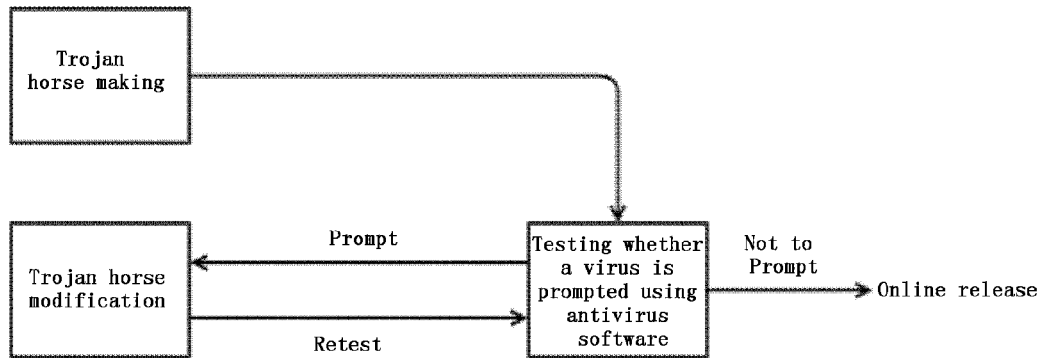 Trojan
horse making
Prompt
Trojan horse
modification
Retest
Testing whether
a virus is
prompted using
antivirus
software
Not to
Prompt
Online release